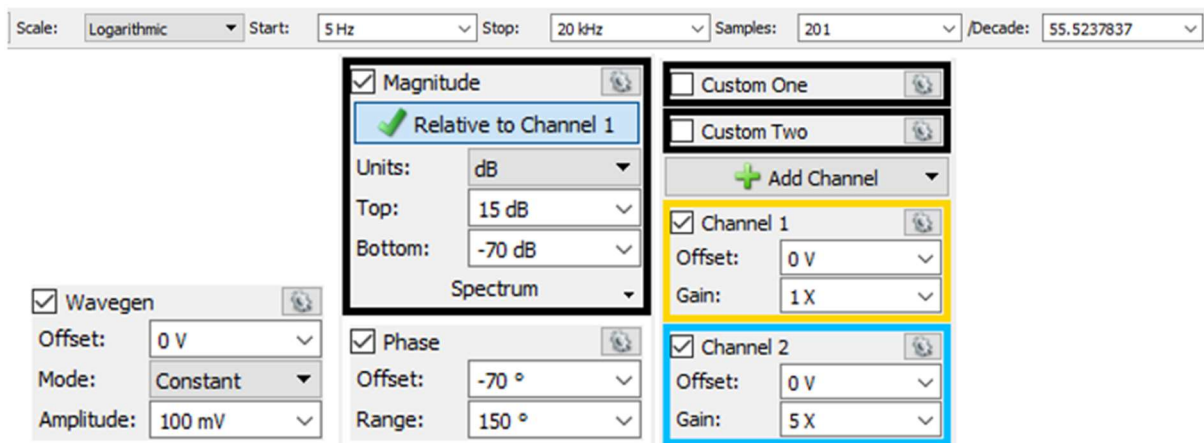 Scale: Logarithmic Start: 5 Hz Stop: 20 kHz Samples: 201 /Decade: 55.5237837
Magnitude
Relative to Channel 1
Units: dB
Top: 15 dB
Bottom: -70 dB
Spectrum
Custom One
Custom Two
Add Channel
Channel 1
Offset: 0 V
Gain: 1 X
Wavegen
Offset: 0 V
Mode: Constant
Amplitude: 100 mV
Phase
Offset: -70 °
Range: 150 °
Channel 2
Offset: 0 V
Gain: 5 X